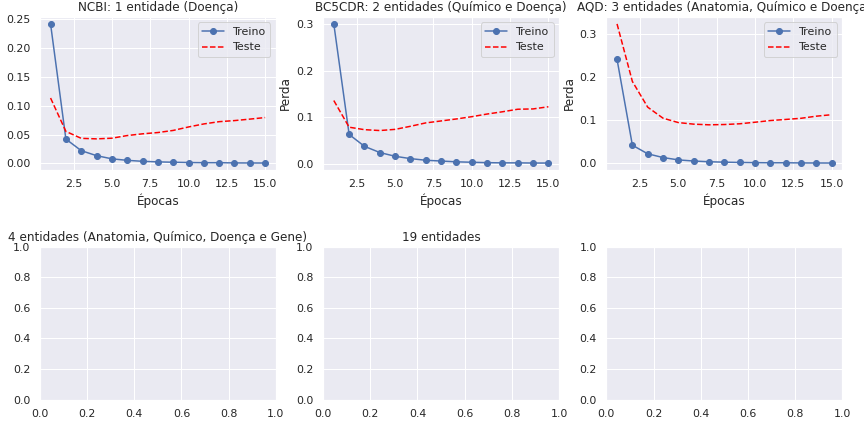 NCBI: 1 entidade (Doença)
0.25
0.20
0.15
0.10
0.05
0.00
Treino
Teste
2.5 5.0 7.5 10.0 12.5 15.0
Épocas
BC5CDR: 2 entidades (Químico e Doença)
Perda
0.3
0.2
0.1
0.0
Treino
Teste
2.5 5.0 7.5 10.0 12.5 15.0
Épocas
AQD: 3 entidades (Anatomia, Químico e Doença
Perda
0.3
0.2
0.1
0.0
Treino
Teste
2.5 5.0 7.5 10.0 12.5 15.0
Épocas
4 entidades (Anatomia, Químico, Doença e Gene)
1.0
0.8
0.6
0.4
0.2
0.0
0.0 0.2 0.4 0.6 0.8 1.0
19 entidades
1.0
0.8
0.6
0.4
0.2
0.0
0.0 0.2 0.4 0.6 0.8 1.0
1.0
0.8
0.6
0.4
0.2
0.0
0.0 0.2 0.4 0.6 0.8 1.0